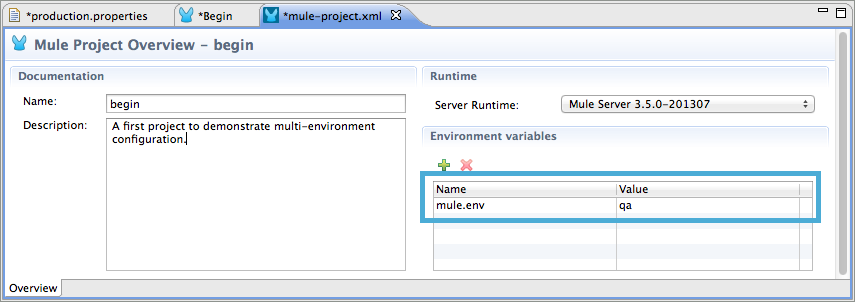 *production.properties
*Begin
*mule-project.xml
Mule Project Overview - begin
Documentation
Name:
begin
Description:
A first project to demonstrate multi-environment
configuration.
Runtime
Server Runtime:
Mule Server 3.5.0-201307
Environment variables
Name Value
mule.env qa
Overview